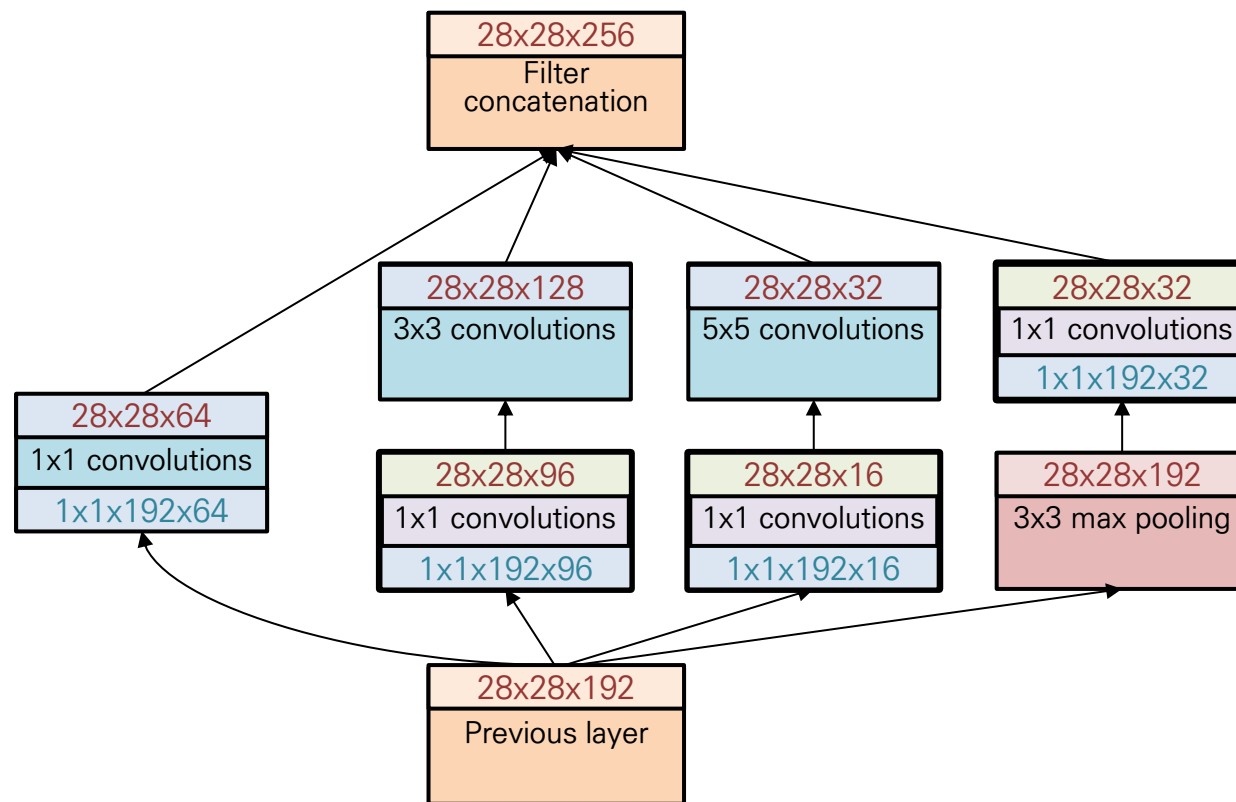 28x28x256
Filter
concatenation
28x28x128
3x3 convolutions
28x28x32
5x5 convolutions
28x28x32
1x1 convolutions
1x1x192x32
28x28x64
1x1 convolutions
1x1x192x64
28x28x96
1x1 convolutions
1x1x192x96
28x28x16
1x1 convolutions
1x1x192x16
28x28x192
3x3 max pooling
28x28x192
Previous layer